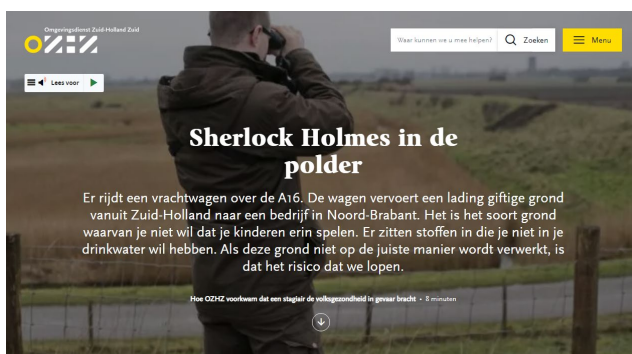 Omgevingsdienst Zuid-Holland Zuid
OZHZ
Waar kunnen we u mee helpen?
Zoeken
Menu
Lees voor
Sherlock Holmes in de
polder
Er rijdt een vrachtwagen over de A16. De wagen vervoert een lading giftige grond
vanuit Zuid-Holland naar een bedrijf in Noord-Brabant. Het is het soort grond
waarvan je niet wil dat je kinderen erin spelen. Er zitten stoffen in die je niet in je
drinkwater wil hebben. Als deze grond niet op de juiste manier wordt verwerkt, is
dat het risico dat we lopen.
Hoe OZHZ voorkwam dat een stagiair de volksgezondheid in gevaar bracht • 8 minuten